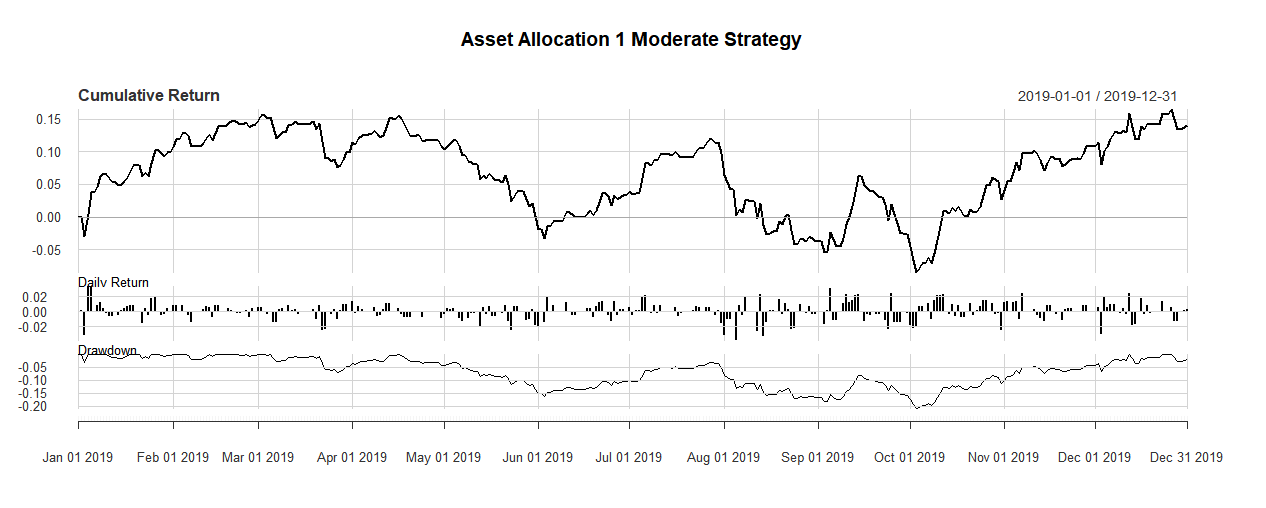 Asset Allocation 1 Moderate Strategy
Cumulative Return 2019-01-01 / 2019-12-31
0.15
0.10
0.05
0.00
-0.05
Daily Return
0.02
0.00
-0.02
Drawdown
-0.05
-0.10
-0.15
-0.20
Jan 01 2019 Feb 01 2019 Mar 01 2019 Apr 01 2019 May 01 2019 Jun 01 2019 Jul 01 2019 Aug 01 2019 Sep 01 2019 Oct 01 2019 Nov 01 2019 Dec 01 2019 Dec 31 2019